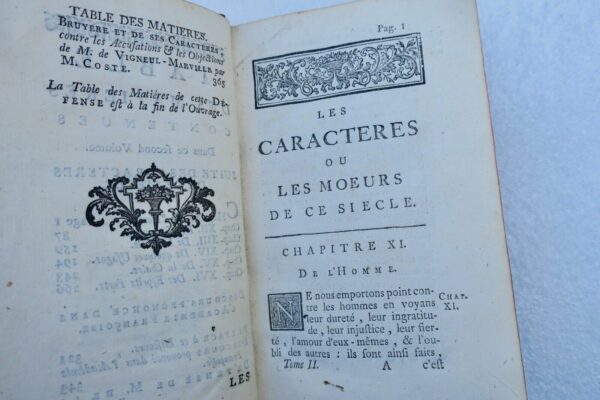 TABLE DES MATIERES.
BRUYERE ET DE SES CARACTERES,
contre les Accusations & les Objections
de M. DE VIGNEUL-MARVILLE par
M. COSTE. 365
La Table des Matières de cette DÉ-
FENSE est à la fin de l'Ouvrage.
LES
Pag. 1
LES
CARACTERES
OU
LES MOEURS
DE CE SIECLE.
CHAPITRE XI.
DE L'HOMME.
NE nous emportons point con-
tre les hommes en voyans
leur dureté, leur ingratitu-
de, leur injustice, leur fier-
té, l'amour d'eux-mêmes, & l'ou-
bli des autres: ils sont ainsi faits,
CHAP.
XI.
Tome II. A c'est